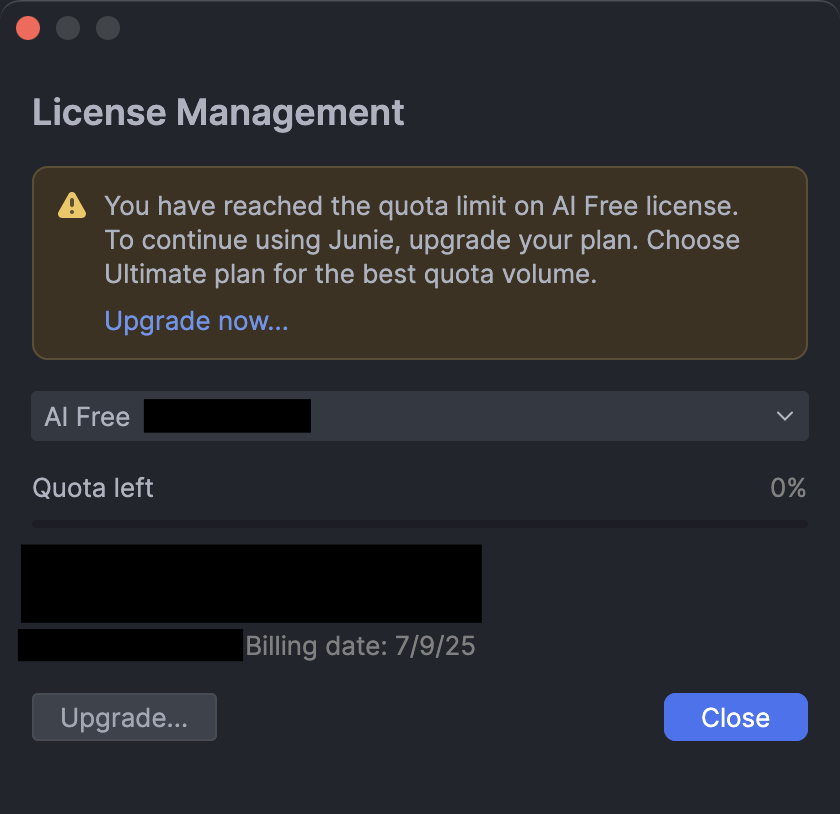 License Management
You have reached the quota limit on AI Free license.
To continue using Junie, upgrade your plan. Choose
Ultimate plan for the best quota volume.
Upgrade now...
AI Free
Quota left 0%
Billing date: 7/9/25
Upgrade... Close